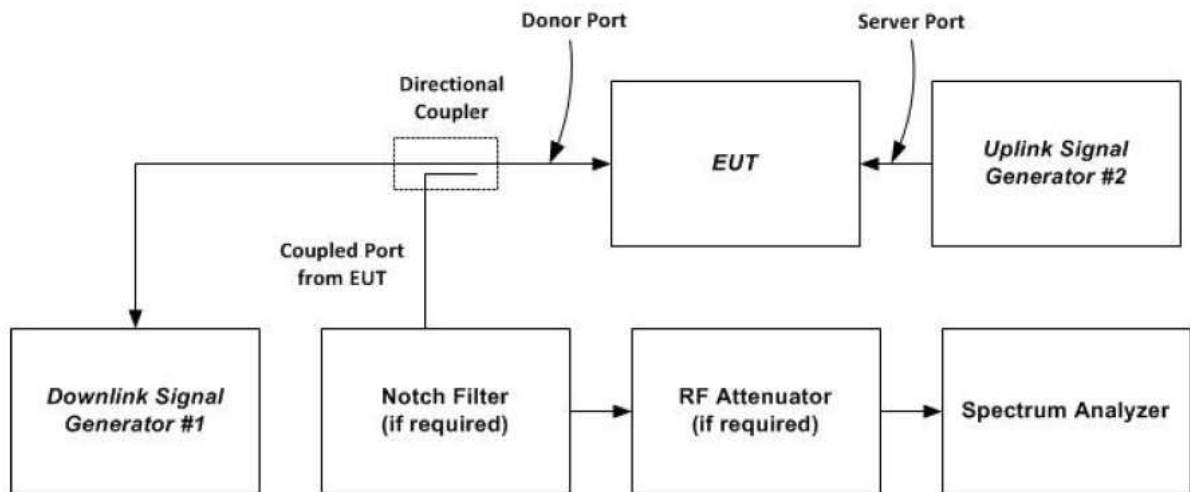 Donor Port
Server Port
Directional
Coupler
EUT
Uplink Signal
Generator #2
Coupled Port
from EUT
Downlink Signal
Generator #1
Notch Filter
(if required)
RF Attenuator
(if required)
Spectrum Analyzer